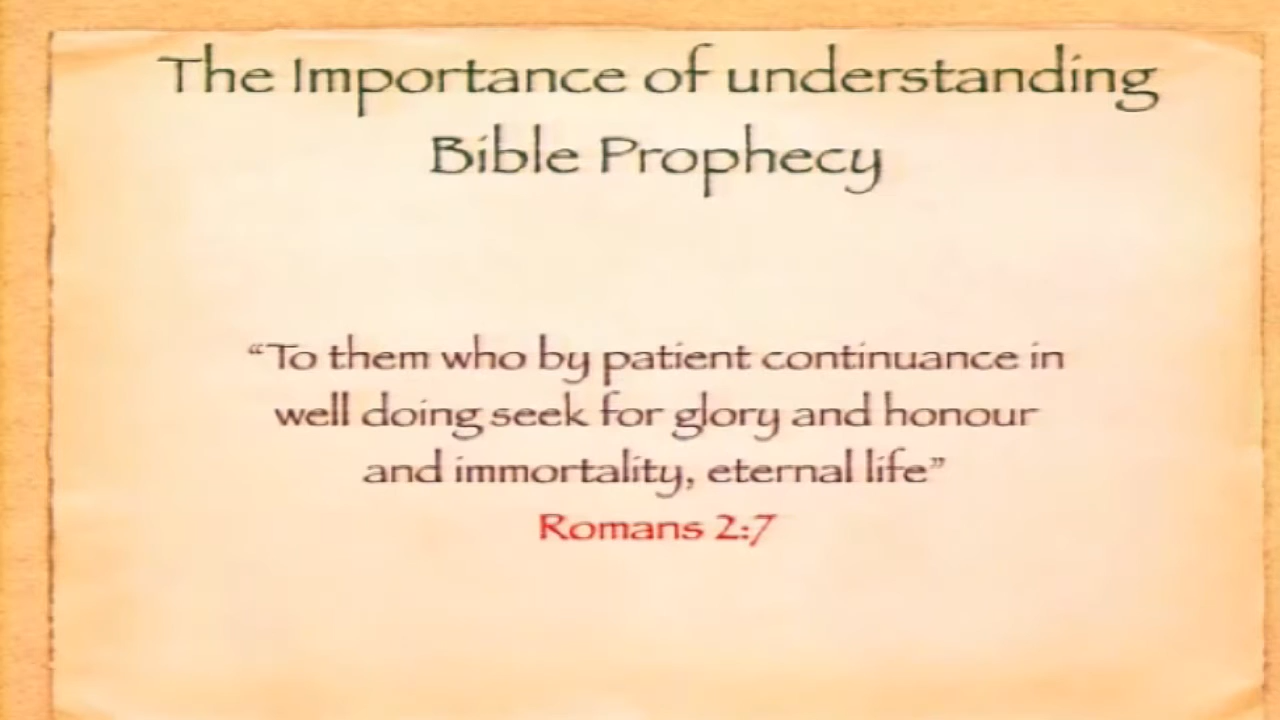 The Importance of understanding
Bible Prophecy
“To them who by patient continuance in
well doing seek for glory and honour
and immortality, eternal life”
Romans 2:7